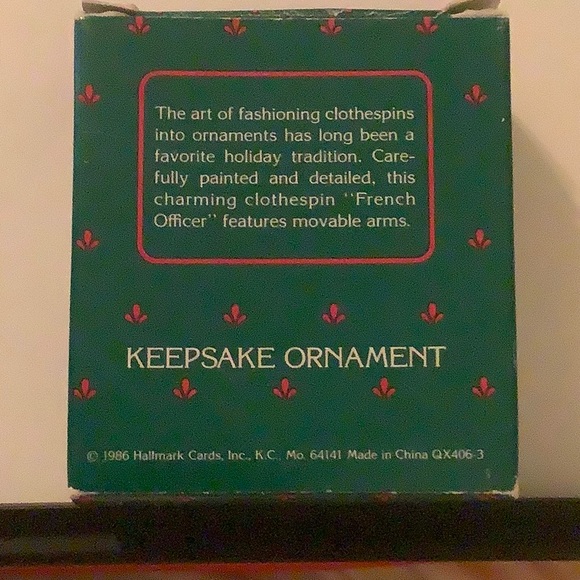 The art of fashioning clothespins
into ornaments has long been a
favorite holiday tradition. Care-
fully painted and detailed, this
charming clothespin ''French
Officer'' features movable arms.
KEEPSAKE ORNAMENT
© 1986 Hallmark Cards, Inc., K.C., Mo. 64141 Made in China QX406-3